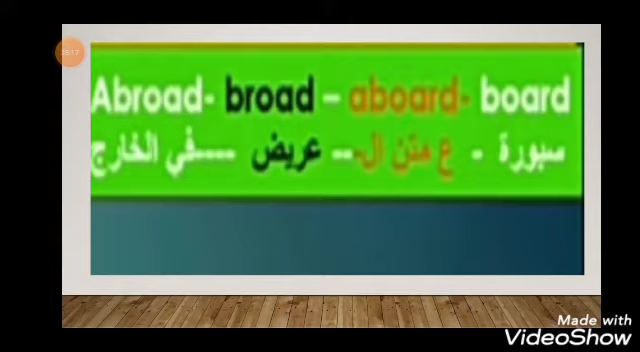 Abroad- broad – aboard- board
سبورة - ع متن ال--- عريض ----في الخارج
Made with
VideoShow